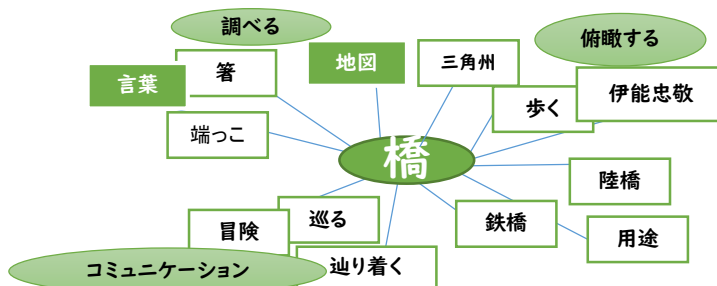 調べる
俯瞰する
地図
三角州
箸
言葉
伊能忠敬
歩く
端っこ
橋
陸橋
巡る
鉄橋
冒険
用途
コミュニケーション
辿り着く